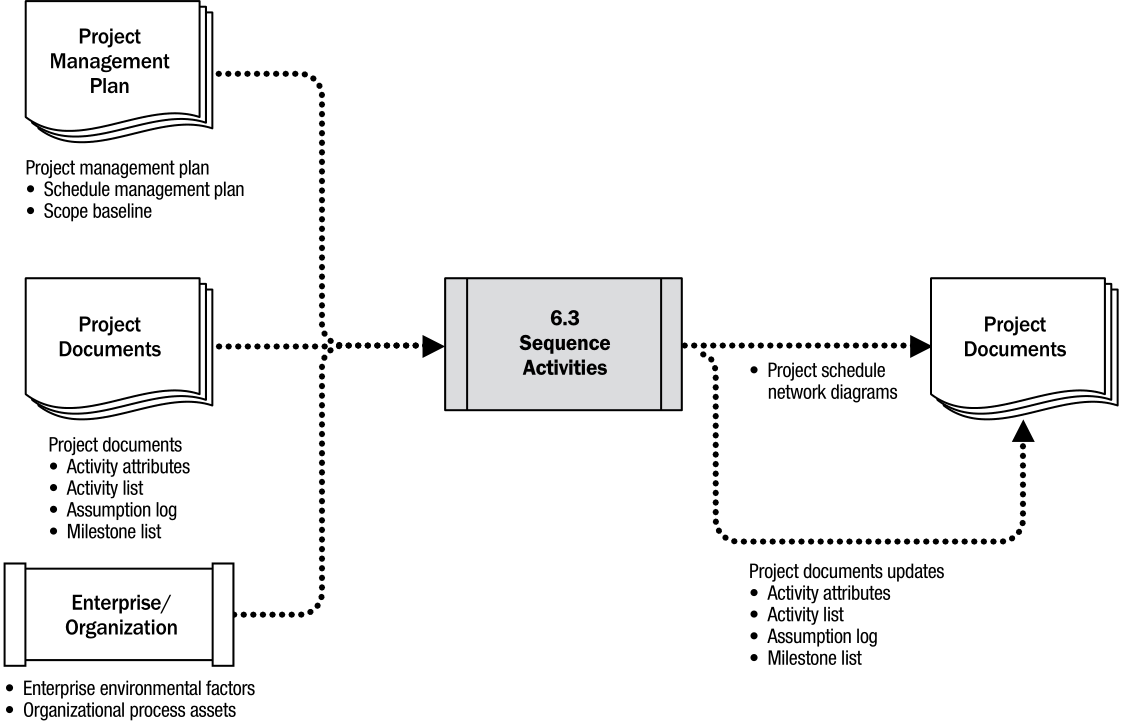 Project
Management
Plan
Project management plan
• Schedule management plan
• Scope baseline
Project
Documents
Project documents
• Activity attributes
• Activity list
• Assumption log
• Milestone list
Enterprise/
Organization
• Enterprise environmental factors
• Organizational process assets
6.3
Sequence
Activities
• Project schedule
network diagrams
Project
Documents
Project documents updates
• Activity attributes
• Activity list
• Assumption log
• Milestone list